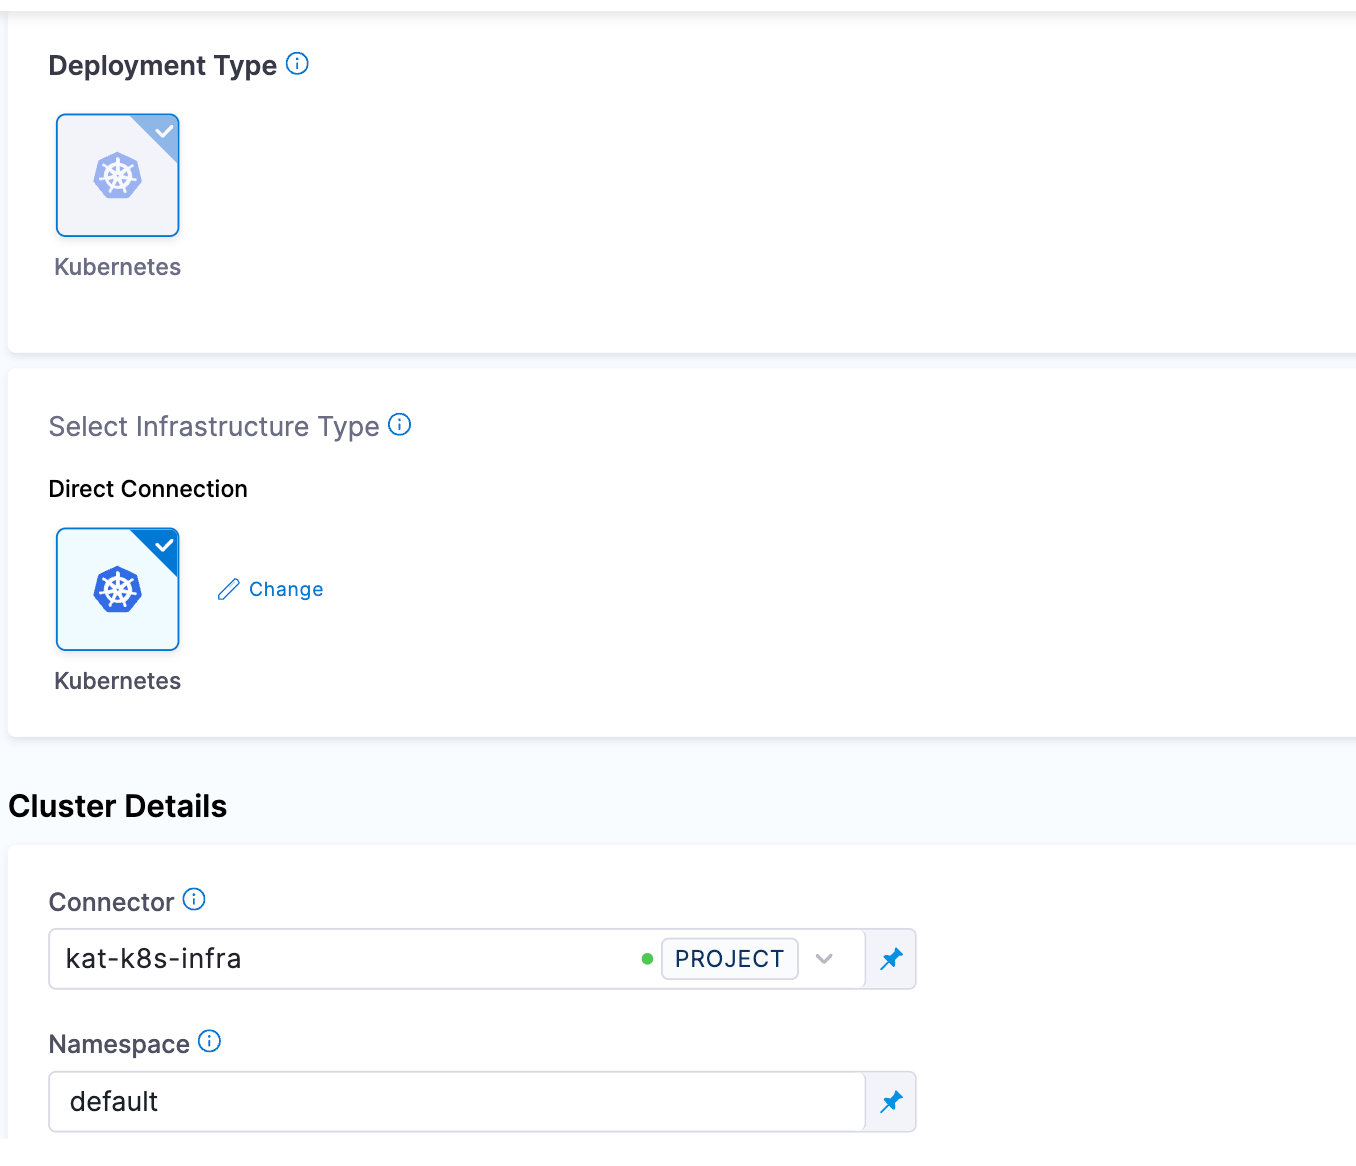 Deployment Type
Kubernetes
Select Infrastructure Type
Direct Connection
Change
Kubernetes
Cluster Details
Connector
kat-k8s-infra PROJECT
Namespace
default